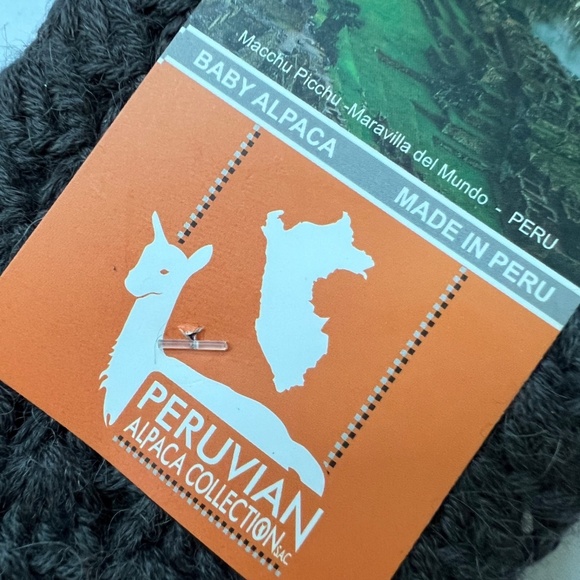 Macchu Picchu -Maravilla del Mundo - PERU
BABY ALPACA MADE IN PERU
PERUVIAN
ALPACA COLLECTION S.A.C